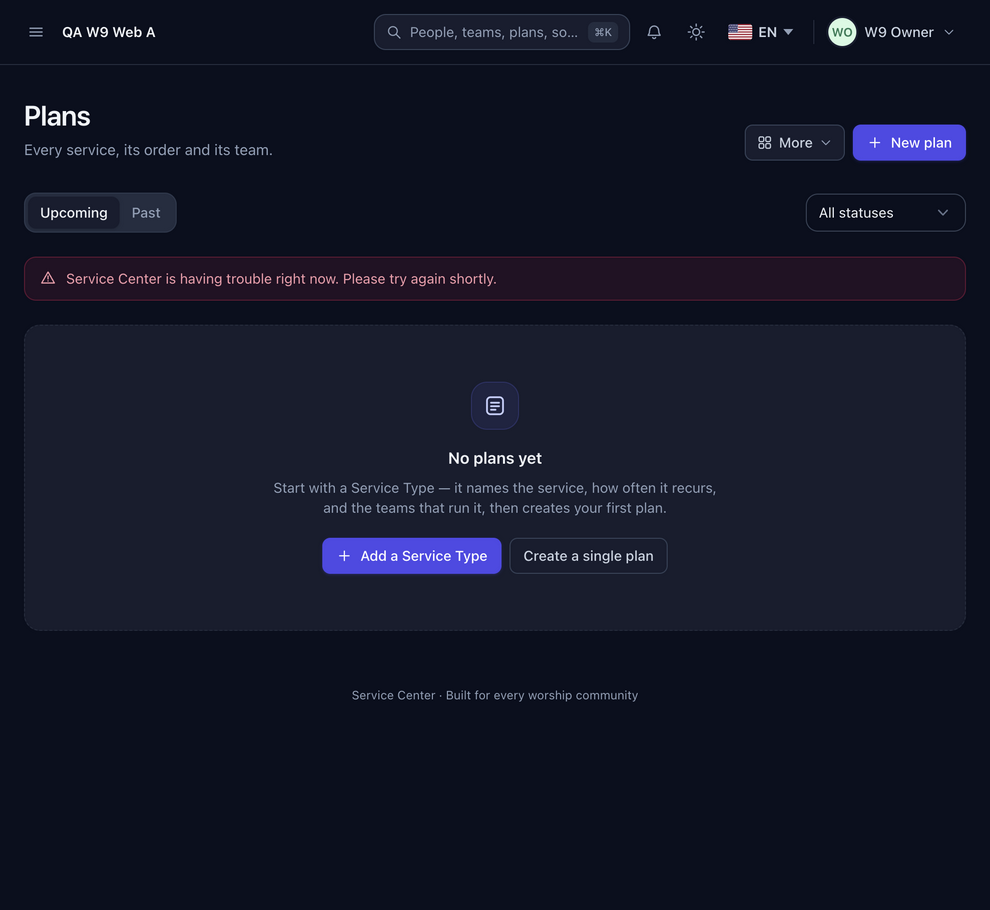 QA W9 Web A
People, teams, plans, so...
⌘K
EN
WO
W9 Owner
Plans
Every service, its order and its team.
More
New plan
Upcoming
Past
All statuses
Service Center is having trouble right now. Please try again shortly.
No plans yet
Start with a Service Type — it names the service, how often it recurs,
and the teams that run it, then creates your first plan.
Add a Service Type
Create a single plan
Service Center · Built for every worship community